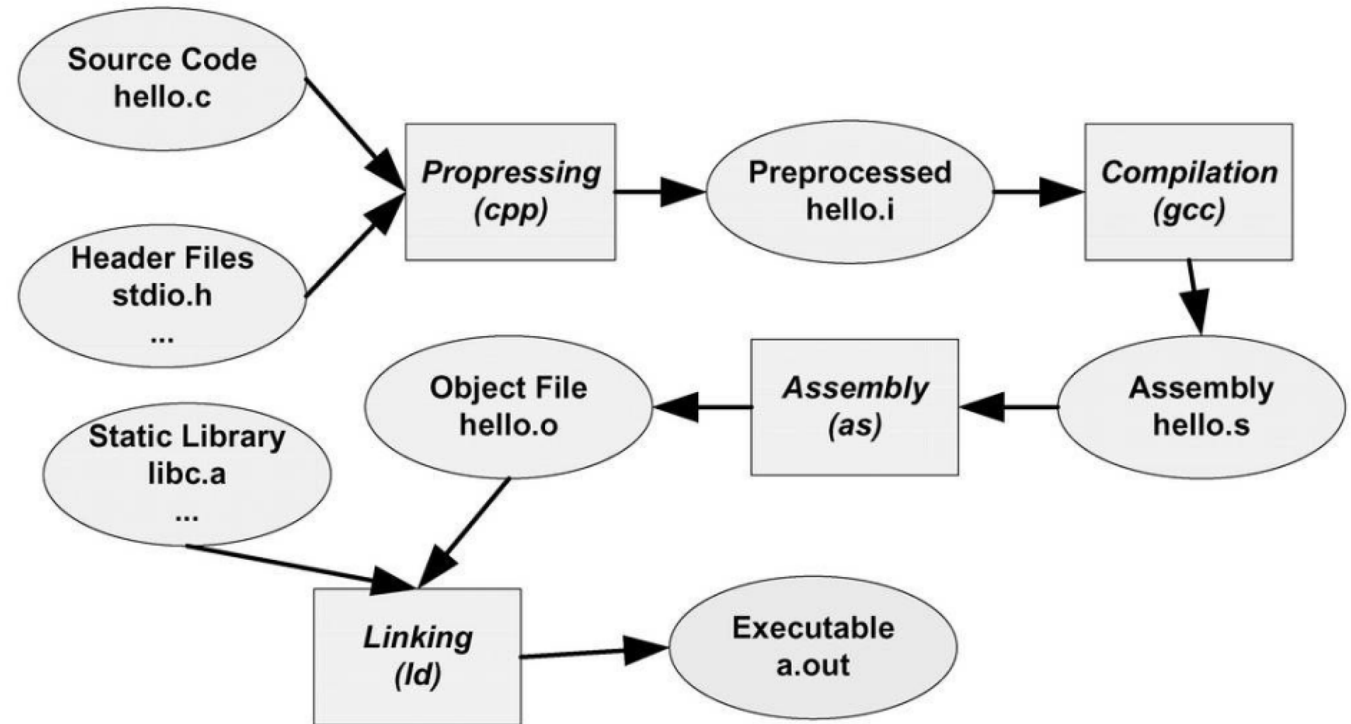 Source Code
hello.c
Header Files
stdio.h
...
Propressing
(cpp)
Preprocessed
hello.i
Compilation
(gcc)
Assembly
hello.s
Assembly
(as)
Object File
hello.o
Static Library
libc.a
...
Linking
(ld)
Executable
a.out